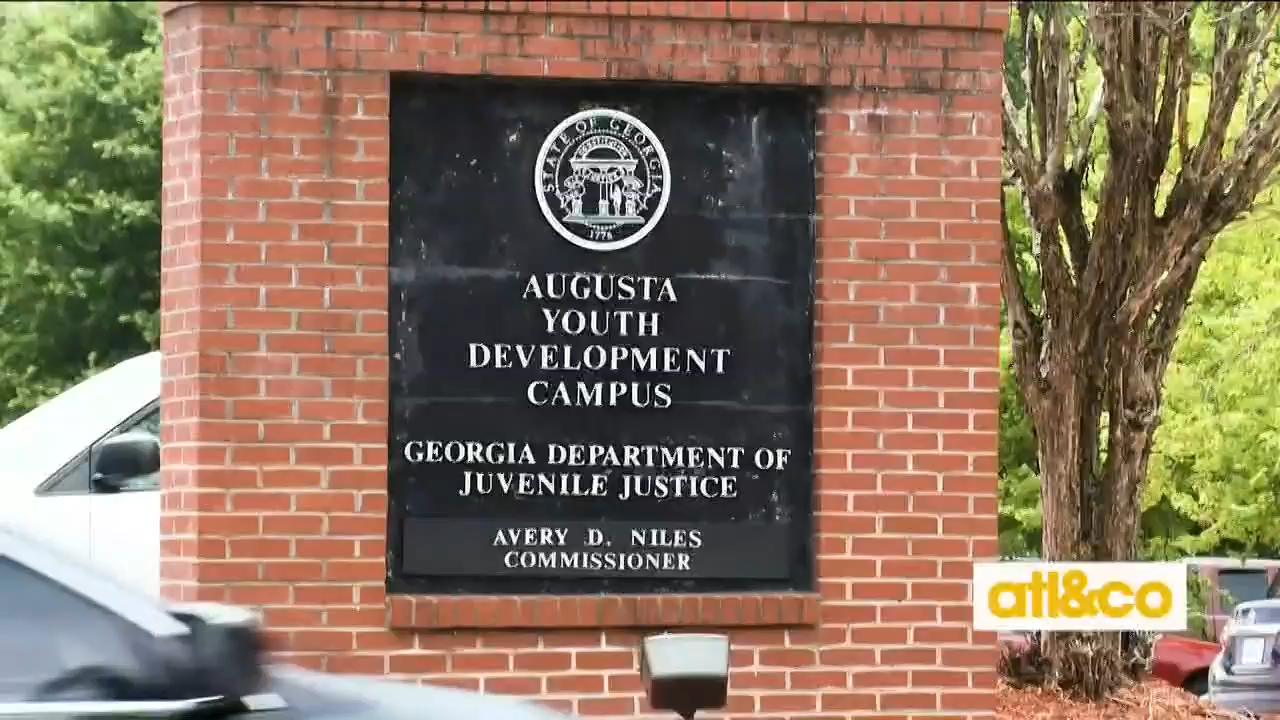 STATE OF GEORGIA
1776
AUGUSTA
YOUTH
DEVELOPMENT
CAMPUS
GEORGIA DEPARTMENT OF
JUVENILE JUSTICE
AVERY D. NILES
COMMISSIONER
atl&co